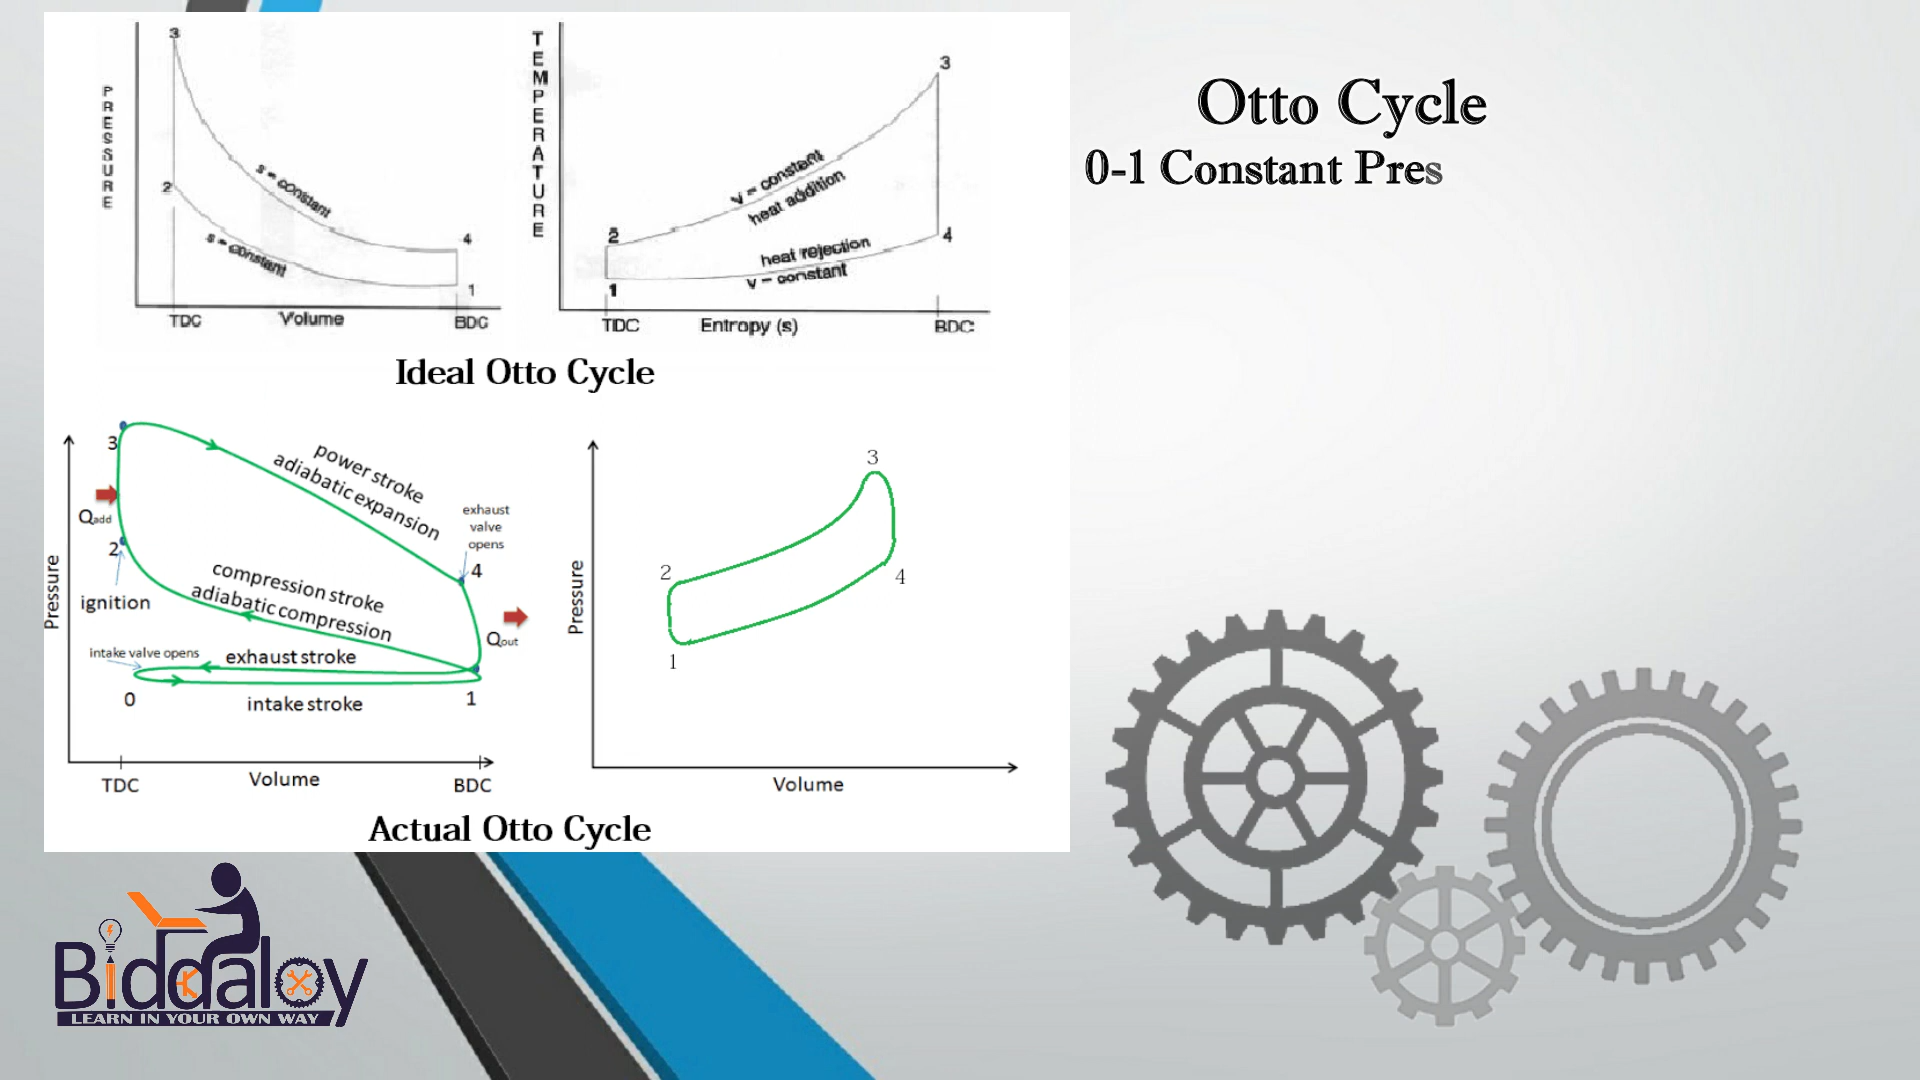 PRESSURE
3
2
s = constant
s = constant
4
1
TDC
Volume
BDC
TEMPERATURE
3
v = constant
heat addition
2
heat rejection
4
v = constant
1
TDC
Entropy (s)
BDC
Ideal Otto Cycle
Otto Cycle
0-1 Constant Pres
3
power stroke
adiabatic expansion
Qadd
exhaust
valve
opens
2
4
compression stroke
adiabatic compression
ignition
Pressure
Qout
intake valve opens
exhaust stroke
0
intake stroke
1
TDC
Volume
BDC
3
2
4
1
Pressure
Volume
Actual Otto Cycle
Biddaloy
LEARN IN YOUR OWN WAY